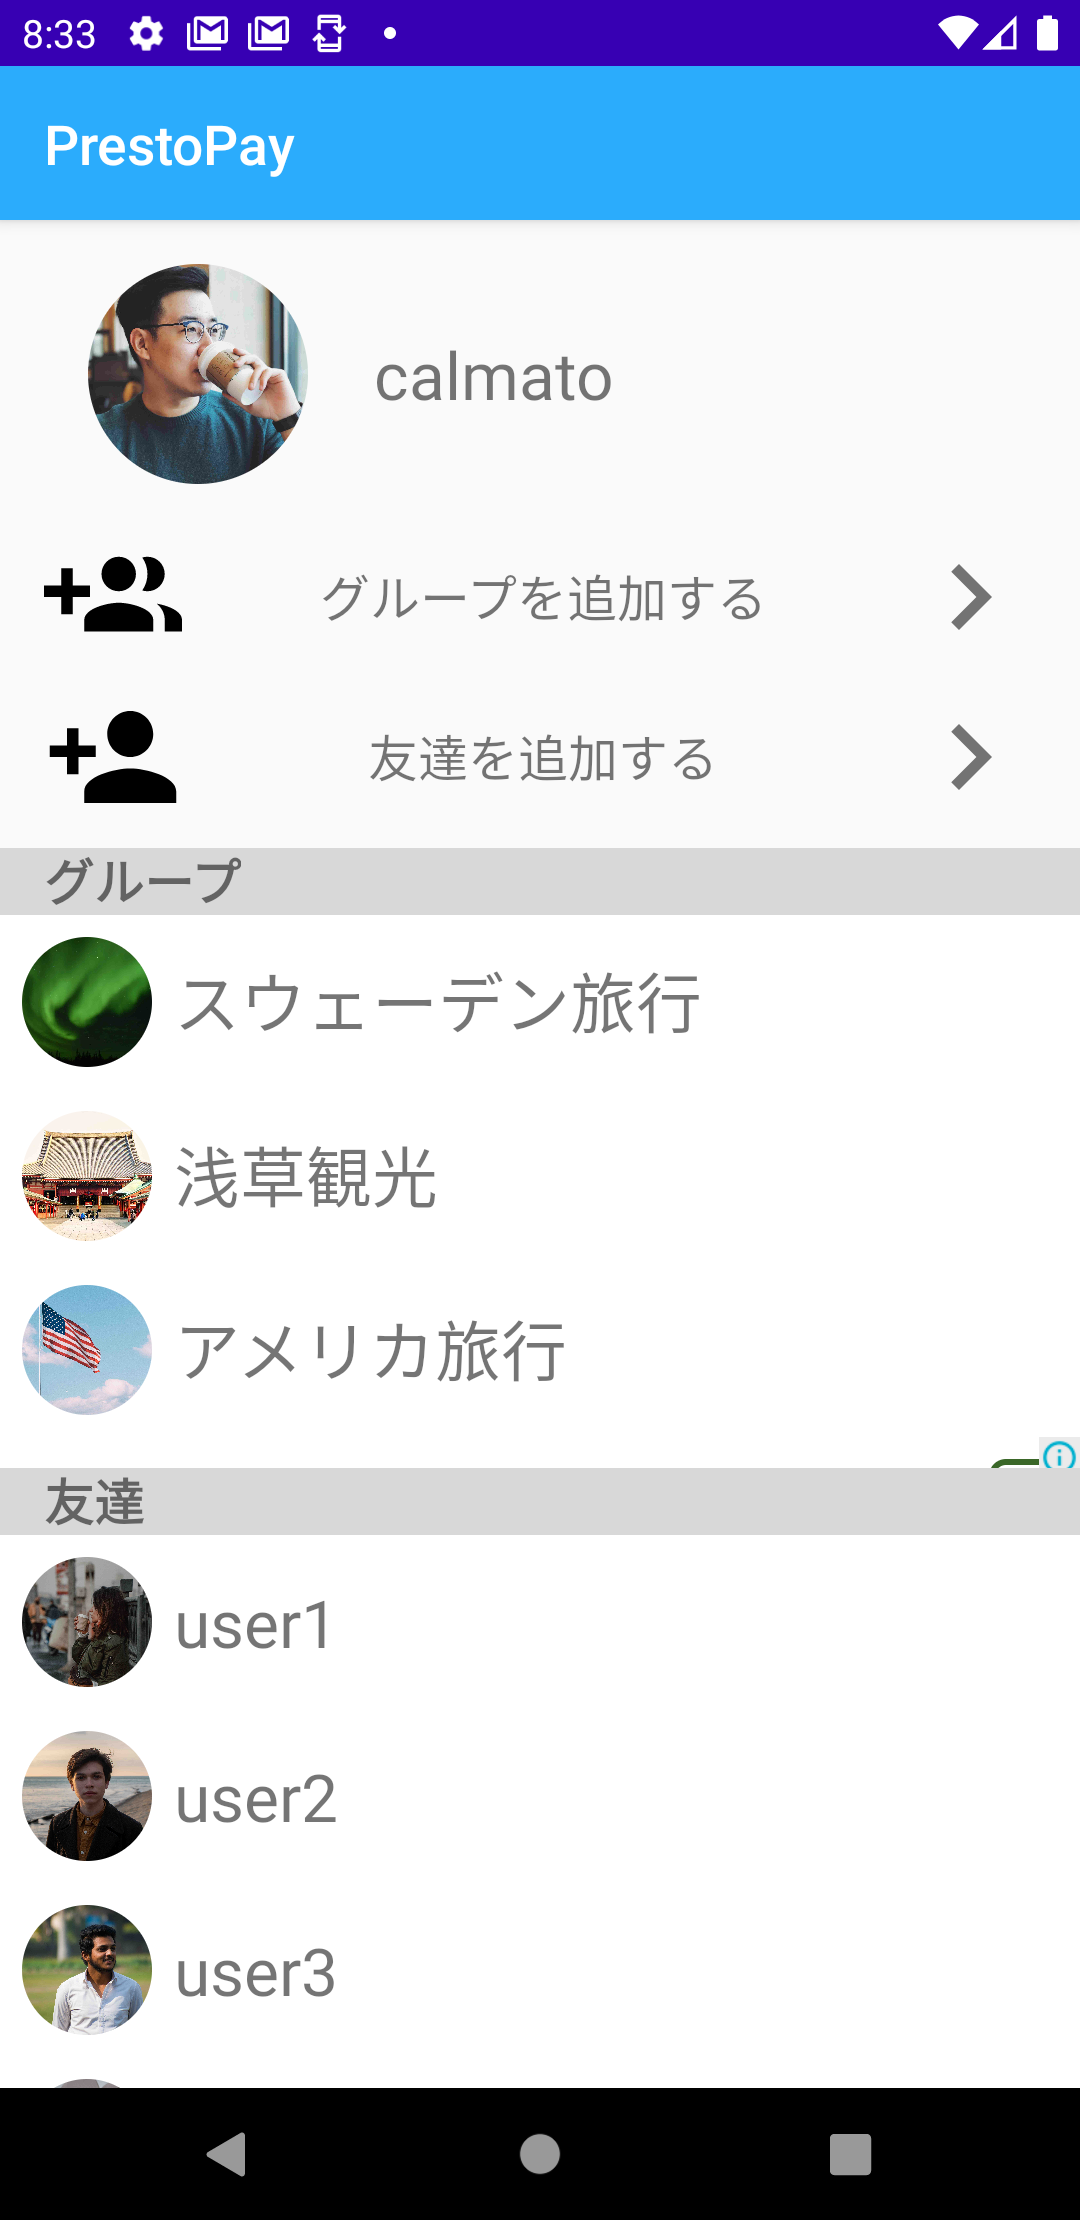 8:33
PrestoPay
calmato
グループを追加する
友達を追加する
グループ
スウェーデン旅行
浅草観光
アメリカ旅行
友達
user1
user2
user3